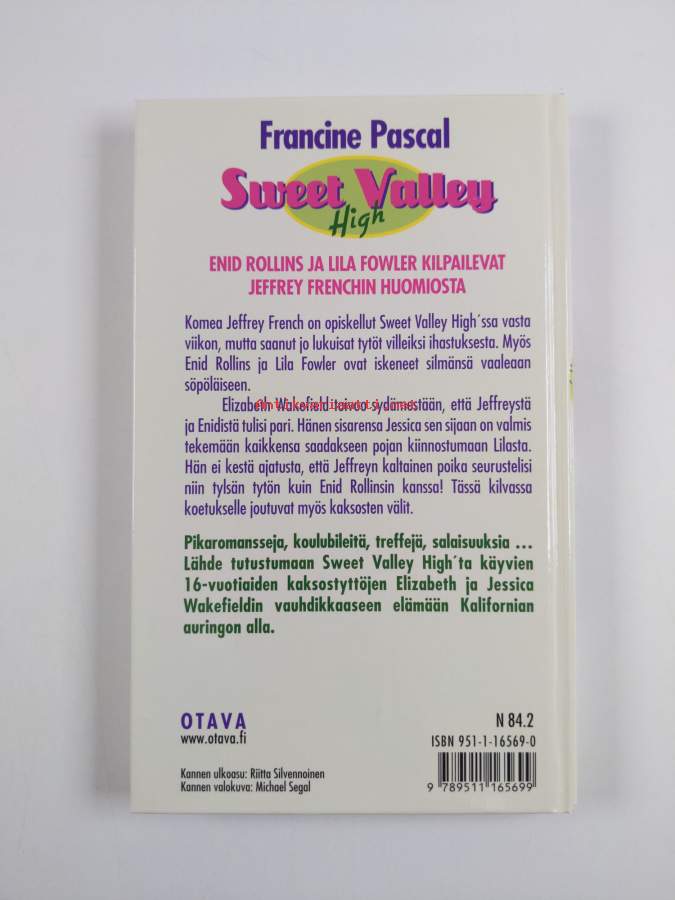 Francine Pascal
Sweet Valley
High
ENID ROLLINS JA LILA FOWLER KILPAILEVAT
JEFFREY FRENCHIN HUOMIOSTA
Komea Jeffrey French on opiskellut Sweet Valley High´ssa vasta
viikon, mutta saanut jo lukuisat tytöt villeiksi ihastuksesta. Myös
Enid Rollins ja Lila Fowler ovat iskeneet silmänsä vaaleaan
söpöläiseen.
Elizabeth Wakefield toivoo sydämestään, että Jeffreystä
ja Enidistä tulisi pari. Hänen sisarensa Jessica sen sijaan on valmis
tekemään kaikkensa saadakseen pojan kiinnostumaan Lilasta.
Hän ei kestä ajatusta, että Jeffreyn kaltainen poika seurustelisi
niin tylsän tytön kuin Enid Rollinsin kanssa! Tässä kilvassa
koetukselle joutuvat myös kaksosten välit.
Pikaromansseja, koulubileitä, treffejä, salaisuuksia ...
Lähde tutustumaan Sweet Valley High´ta käyvien
16-vuotiaiden kaksostyttöjen Elizabeth ja Jessica
Wakefieldin vauhdikkaaseen elämään Kalifornian
auringon alla.
OTAVA
www.otava.fi
N 84.2
ISBN 951-1-16569-0
Kannen ulkoasu: Riitta Silvennoinen
Kannen valokuva: Michael Segal
9 789511 165699